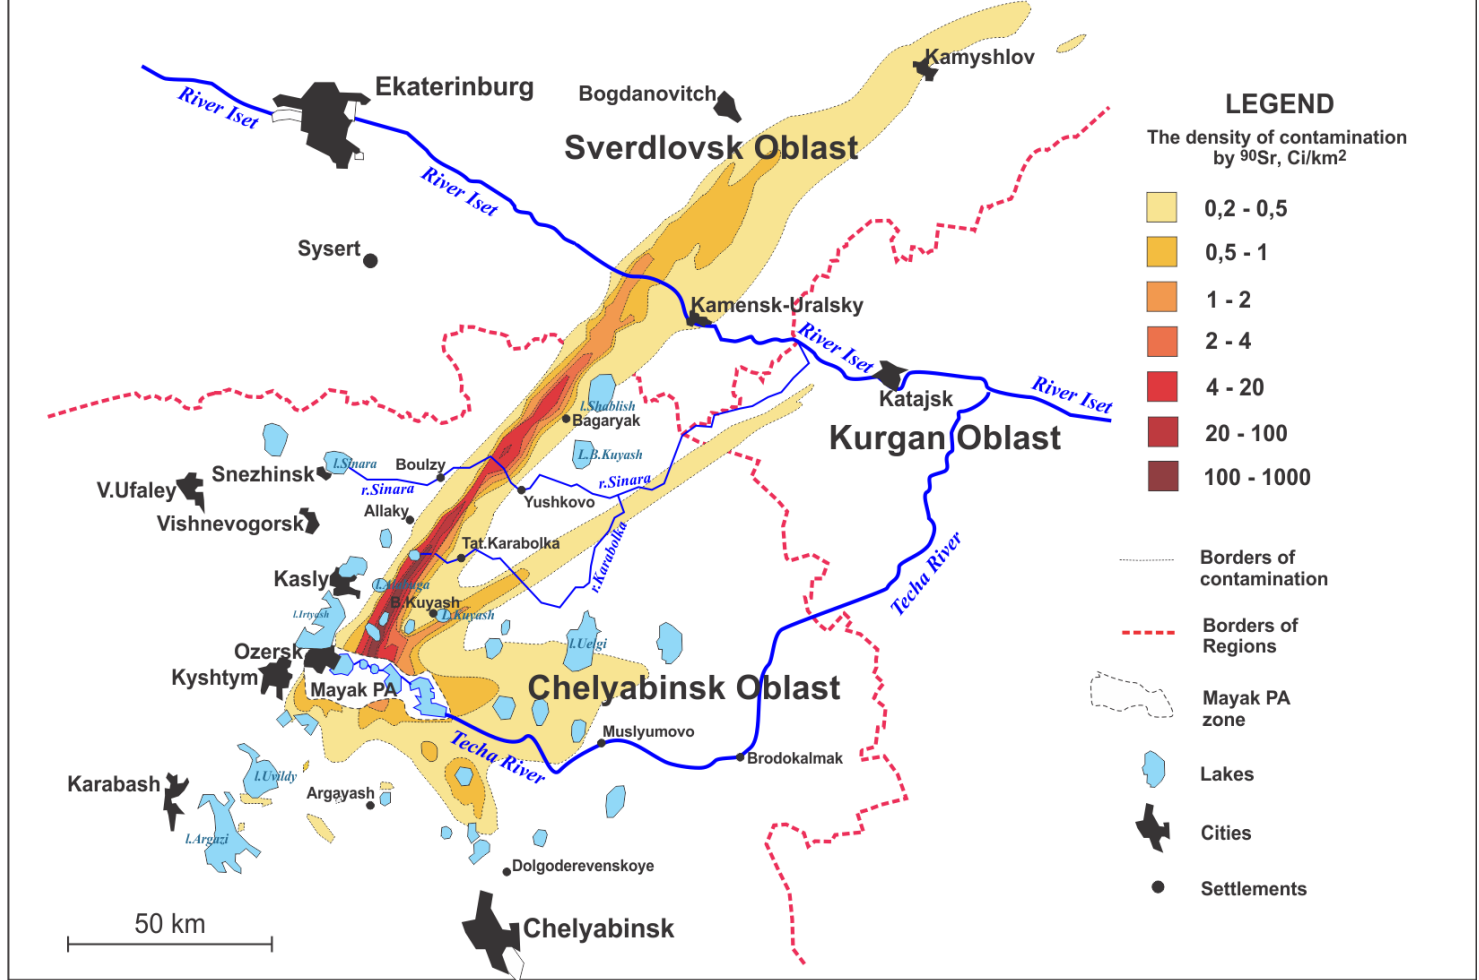 Kamyshlov
Ekaterinburg
Bogdanovitch
River Iset
Sverdlovsk Oblast
River Iset
Sysert
Kamensk-Uralsky
River Iset
Katajsk
River Iset
l.Shablish
Bagaryak
Kurgan Oblast
L.B.Kuyash
l.Sinara
Boulzy
Snezhinsk
r.Sinara
r.Sinara
V.Ufaley
Yushkovo
Allaky
Vishnevogorsk
Tat.Karabolka
r.Karabolka
Techa River
Kasly
B.Kuyash
l.Irtyash
L.Kuyash
l.Uelgi
Ozersk
Kyshtym
Mayak PA
Chelyabinsk Oblast
Muslyumovo
Techa River
Brodokalmak
l.Uvildy
Karabash
Argayash
l.Argazi
Dolgoderevenskoye
Chelyabinsk
50 km
LEGEND
The density of contamination
by ⁹⁰Sr, Ci/km²
0,2 - 0,5
0,5 - 1
1 - 2
2 - 4
4 - 20
20 - 100
100 - 1000
Borders of
contamination
Borders of
Regions
Mayak PA
zone
Lakes
Cities
Settlements